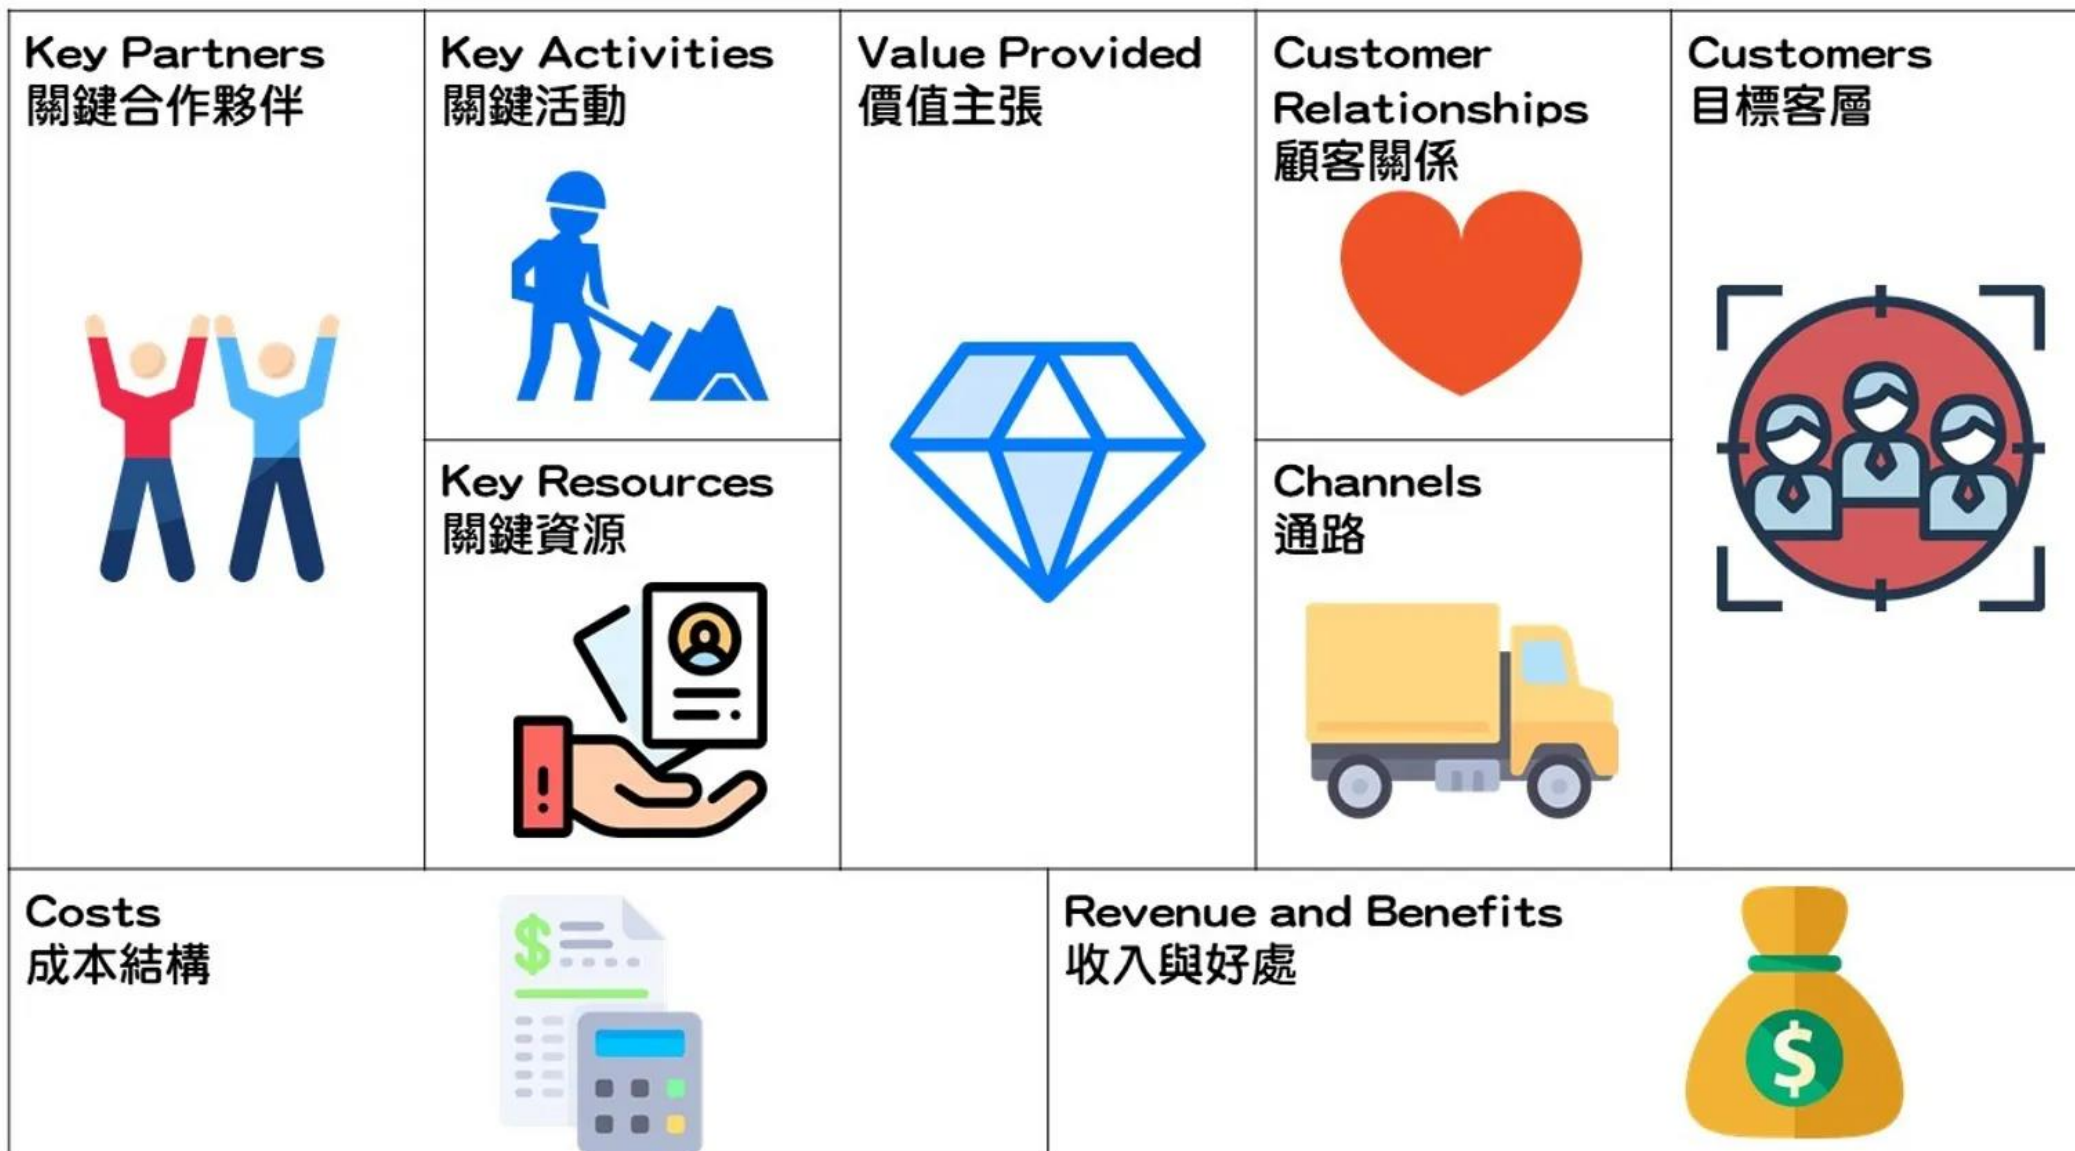 Key Partners
關鍵合作夥伴
Key Activities
關鍵活動
Key Resources
關鍵資源
Value Provided
價值主張
Customer
Relationships
顧客關係
Channels
通路
Customers
目標客層
Costs
成本結構
$
Revenue and Benefits
收入與好處
$